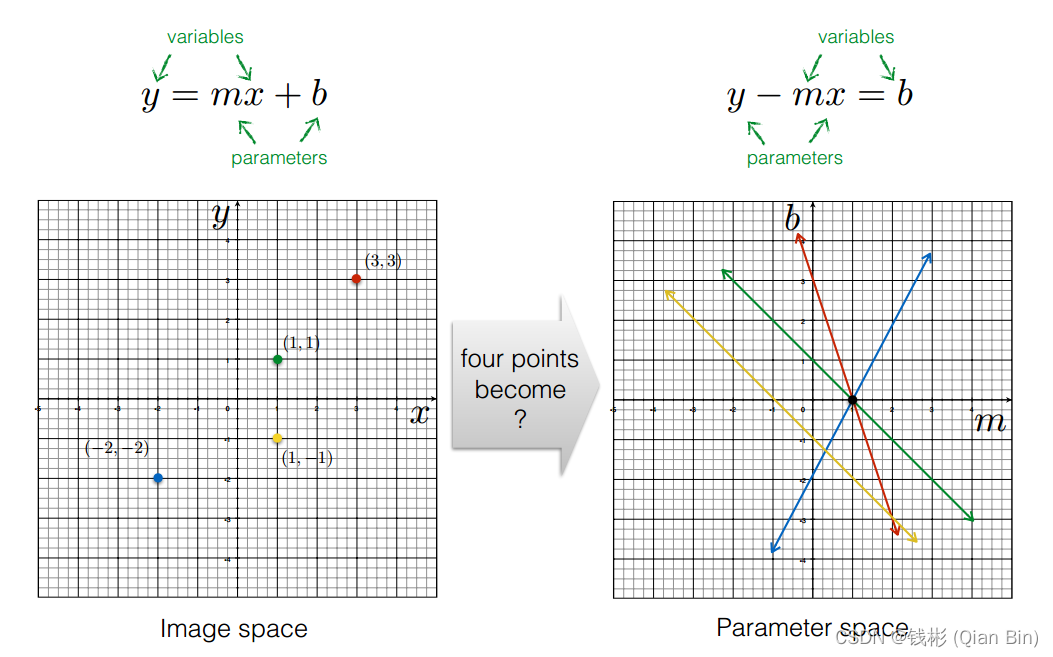 variables
y = mx + b
parameters
variables
y − mx = b
parameters
y
(3, 3)
(1, 1)
x
(−2, −2)
(1, −1)
Image space
four points
become
?
b
m
Parameter space
CSDN @钱彬 (Qian Bin)